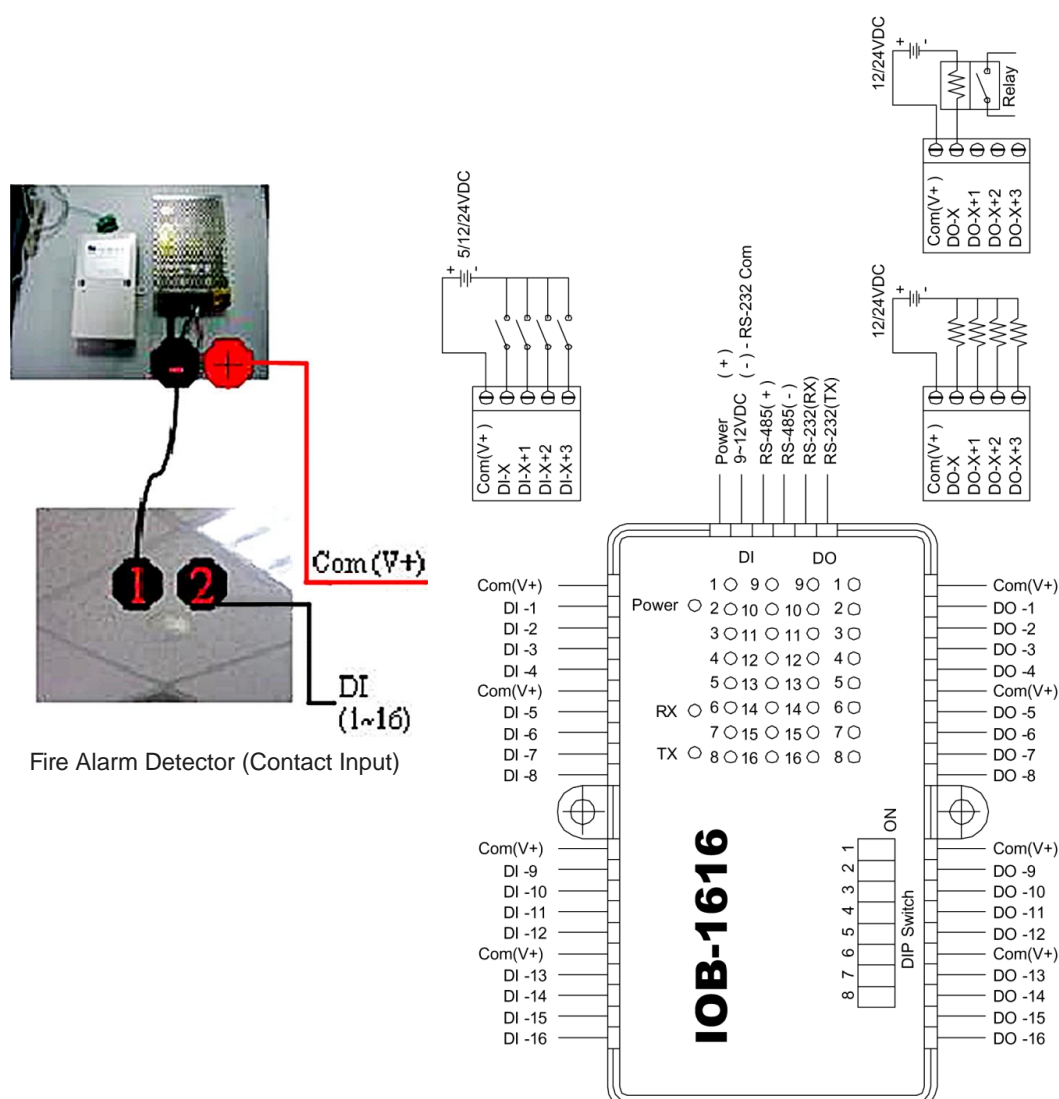 12/24VDC
+ -
Relay
Com(V+)
DO-X
DO-X+1
DO-X+2
DO-X+3
5/12/24VDC
+ -
Com(V+)
DI-X
DI-X+1
DI-X+2
DI-X+3
12/24VDC
+ -
Com(V+)
DO-X
DO-X+1
DO-X+2
DO-X+3
- +
1 2
Com(V+)
DI
(1~16)
Fire Alarm Detector (Contact Input)
Power (+)
9~12VDC (-) - RS-232 Com
RS-485(+)
RS-485(-)
RS-232(RX)
RS-232(TX)
DI DO
1 9 9 1
Power 2 10 10 2
3 11 11 3
4 12 12 4
5 13 13 5
RX 6 14 14 6
7 15 15 7
TX 8 16 16 8
Com(V+)
DI -1
DI -2
DI -3
DI -4
Com(V+)
DI -5
DI -6
DI -7
DI -8
Com(V+)
DI -9
DI -10
DI -11
DI -12
Com(V+)
DI -13
DI -14
DI -15
DI -16
IOB-1616
ON
1 2 3 4 5 6 7 8
DIP Switch
Com(V+)
DO -1
DO -2
DO -3
DO -4
Com(V+)
DO -5
DO -6
DO -7
DO -8
Com(V+)
DO -9
DO -10
DO -11
DO -12
Com(V+)
DO -13
DO -14
DO -15
DO -16